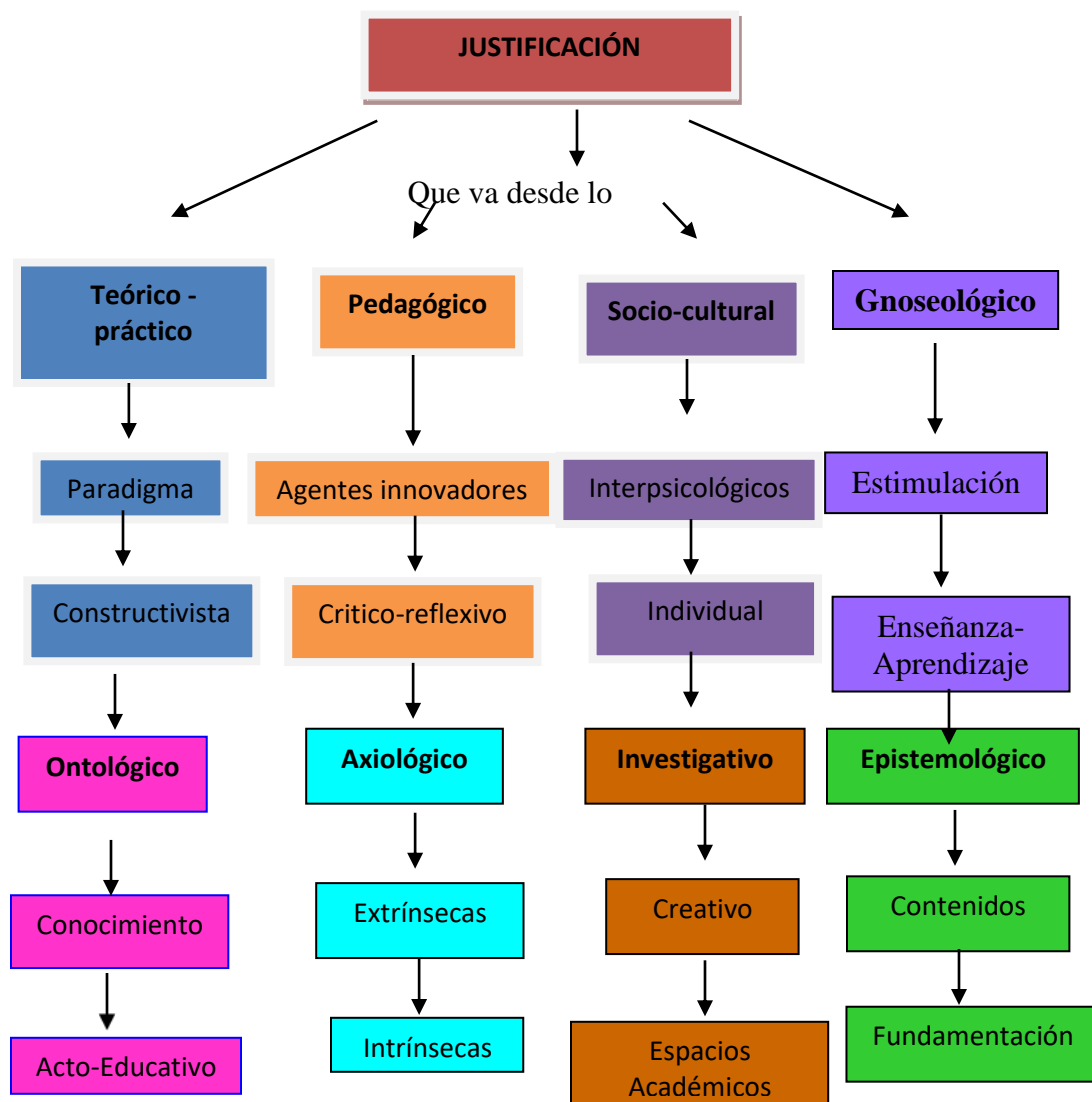 JUSTIFICACIÓN
Que va desde lo
Teórico -
práctico
Pedagógico
Socio-cultural
Gnoseológico
Paradigma
Agentes innovadores
Interpsicológicos
Estimulación
Constructivista
Critico-reflexivo
Individual
Enseñanza-
Aprendizaje
Ontológico
Axiológico
Investigativo
Epistemológico
Conocimiento
Extrínsecas
Creativo
Contenidos
Acto-Educativo
Intrínsecas
Espacios
Académicos
Fundamentación